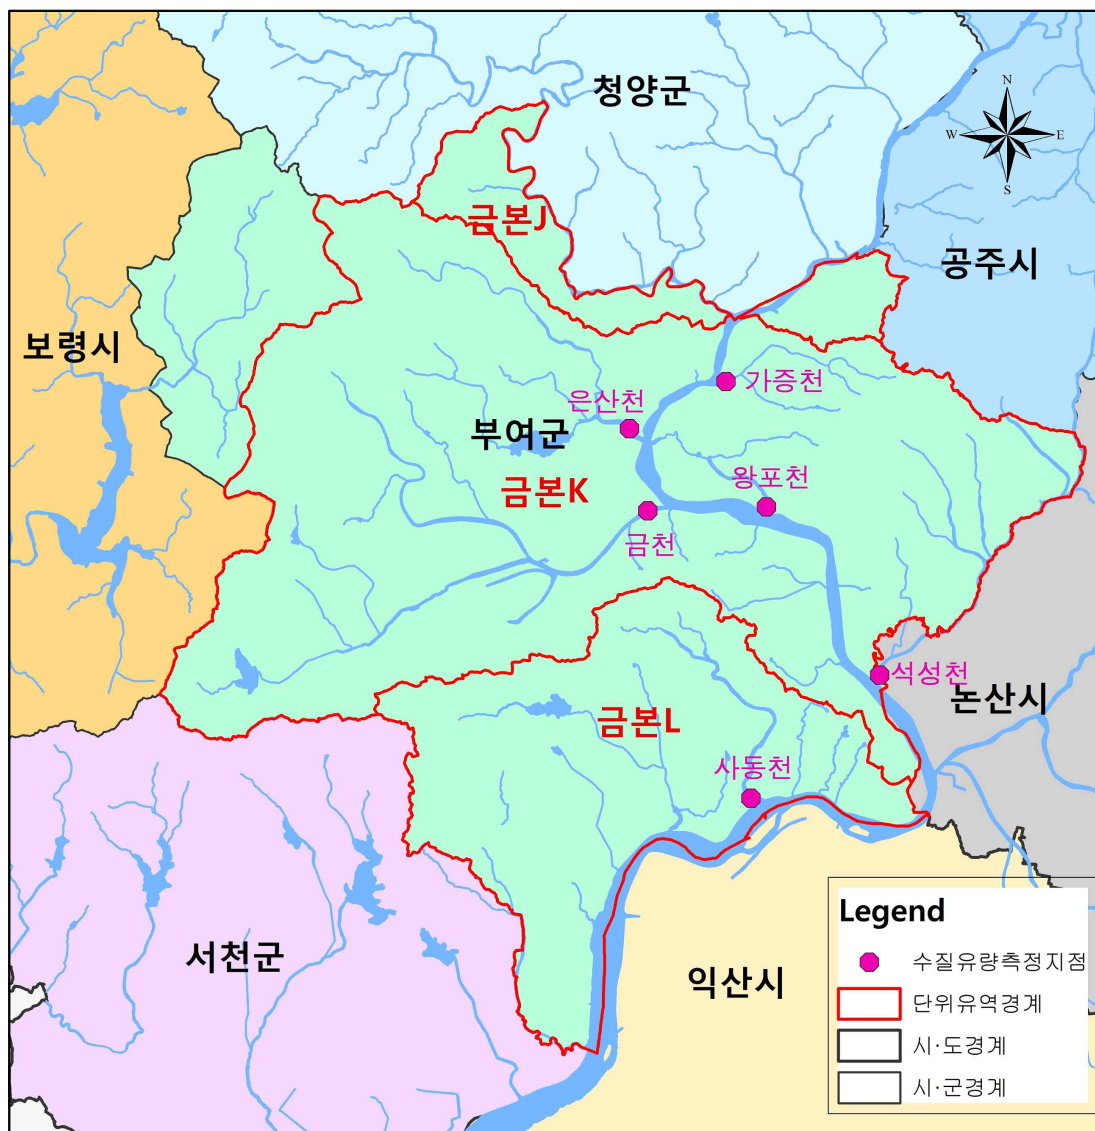 청양군
N
W
E
S
금본J
공주시
보령시
가증천
은산천
부여군
왕포천
금본K
금천
석성천
논산시
금본L
사동천
Legend
수질유량측정지점
서천군
익산시
단위유역경계
시·도경계
시·군경계